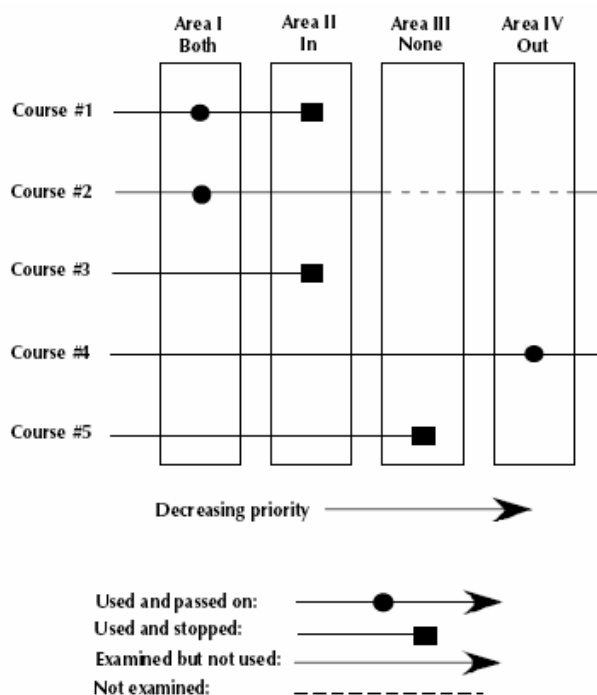 Area I Area II Area III Area IV
Both In None Out
Course #1
Course #2
Course #3
Course #4
Course #5
Decreasing priority
Used and passed on:
Used and stopped:
Examined but not used:
Not examined: